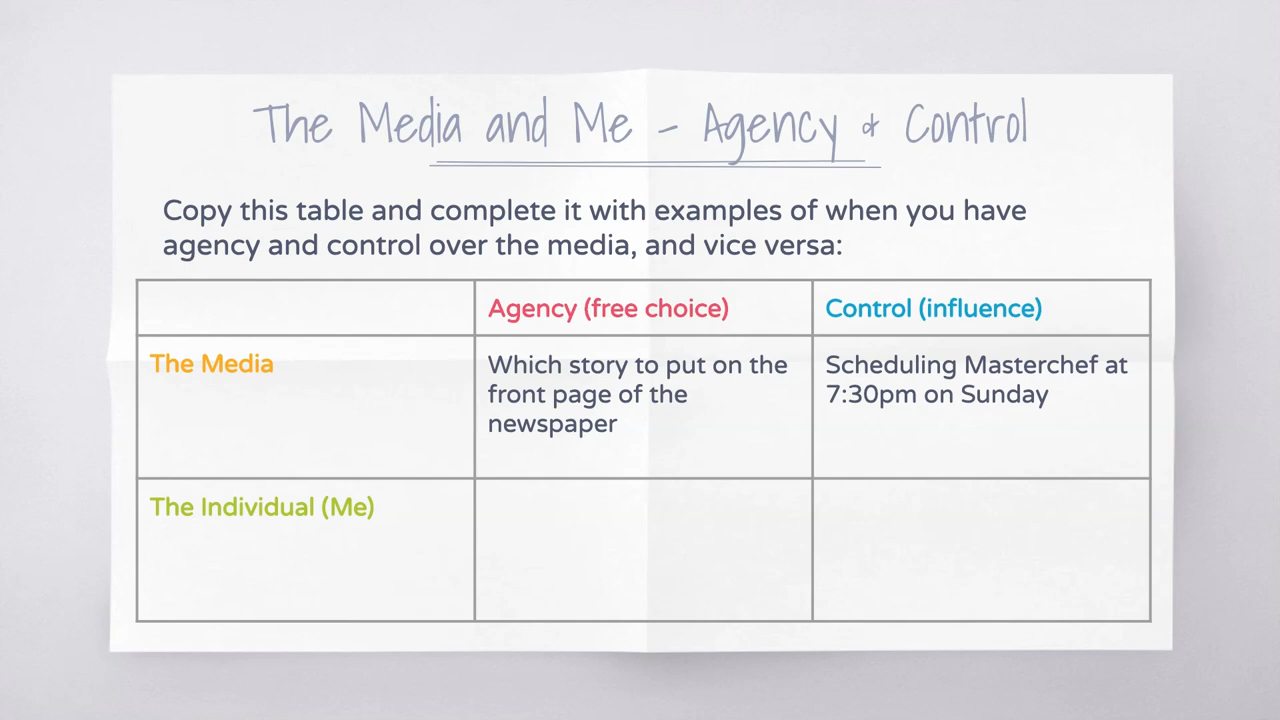 The Media and Me - Agency & Control
Copy this table and complete it with examples of when you have
agency and control over the media, and vice versa:
Agency (free choice)
Control (influence)
The Media
Which story to put on the
front page of the
newspaper
Scheduling Masterchef at
7:30pm on Sunday
The Individual (Me)